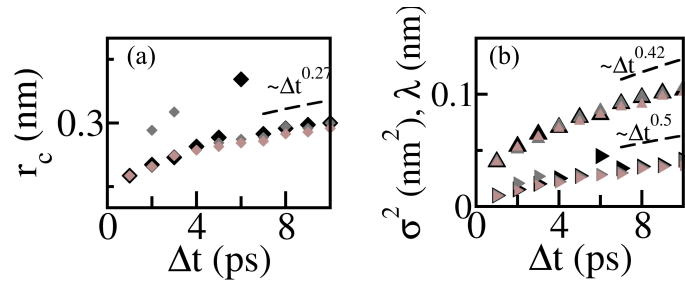 (a)
~Δt^0.27
0.3
r_c (nm)
0 4 8
Δt (ps)
(b)
~Δt^0.42
~Δt^0.5
0.1
0
σ^2 (nm^2), λ (nm)
0 4 8
Δt (ps)